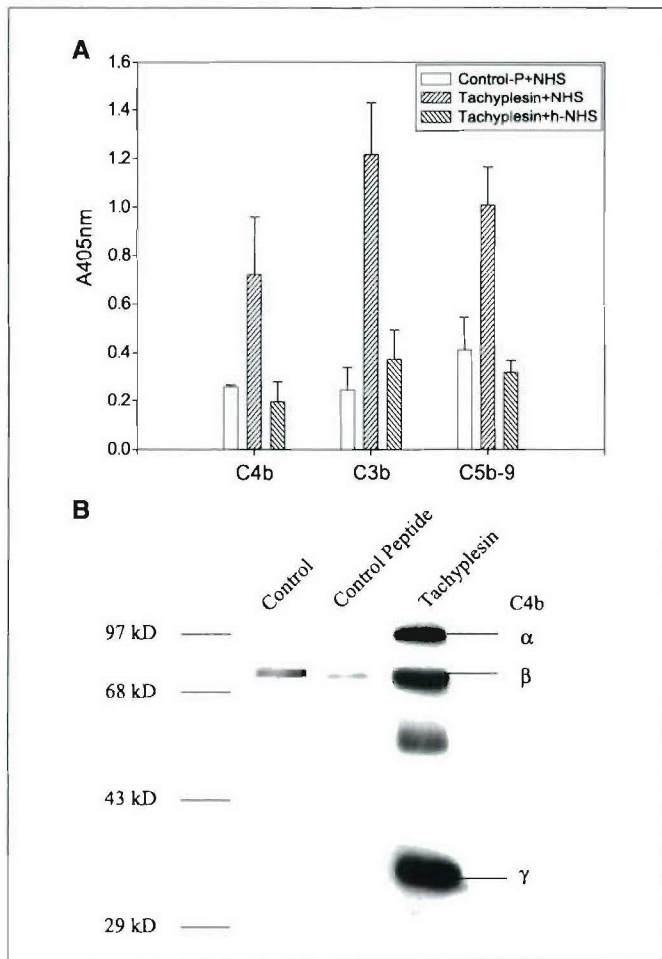 A
1.6
1.4
1.2
1.0
0.8
0.6
0.4
0.2
0.0
A405nm
Control-P+NHS
Tachyplesin+NHS
Tachyplesin+h-NHS
C4b C3b C5b-9
B
Control Control Peptide Tachyplesin C4b
97 kD α
68 kD β
43 kD
γ
29 kD